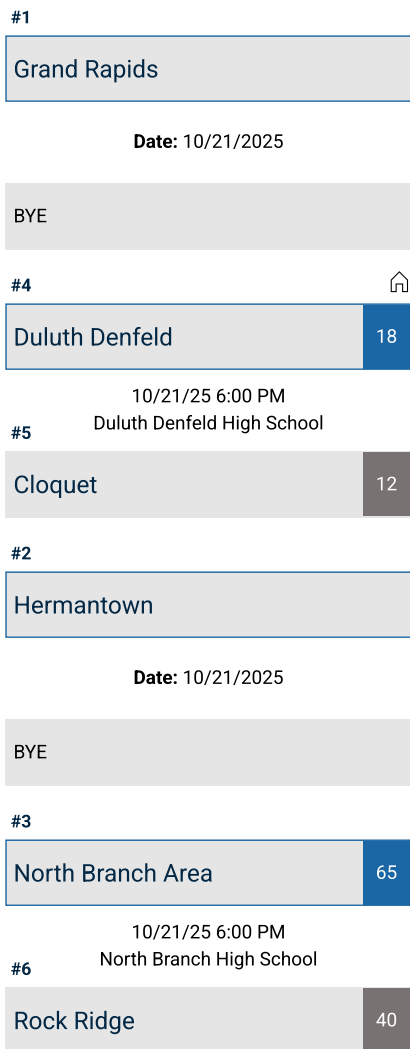 #1
Grand Rapids
Date: 10/21/2025
BYE
#4
Duluth Denfeld 18
10/21/25 6:00 PM
Duluth Denfeld High School
#5
Cloquet 12
#2
Hermantown
Date: 10/21/2025
BYE
#3
North Branch Area 65
10/21/25 6:00 PM
North Branch High School
#6
Rock Ridge 40